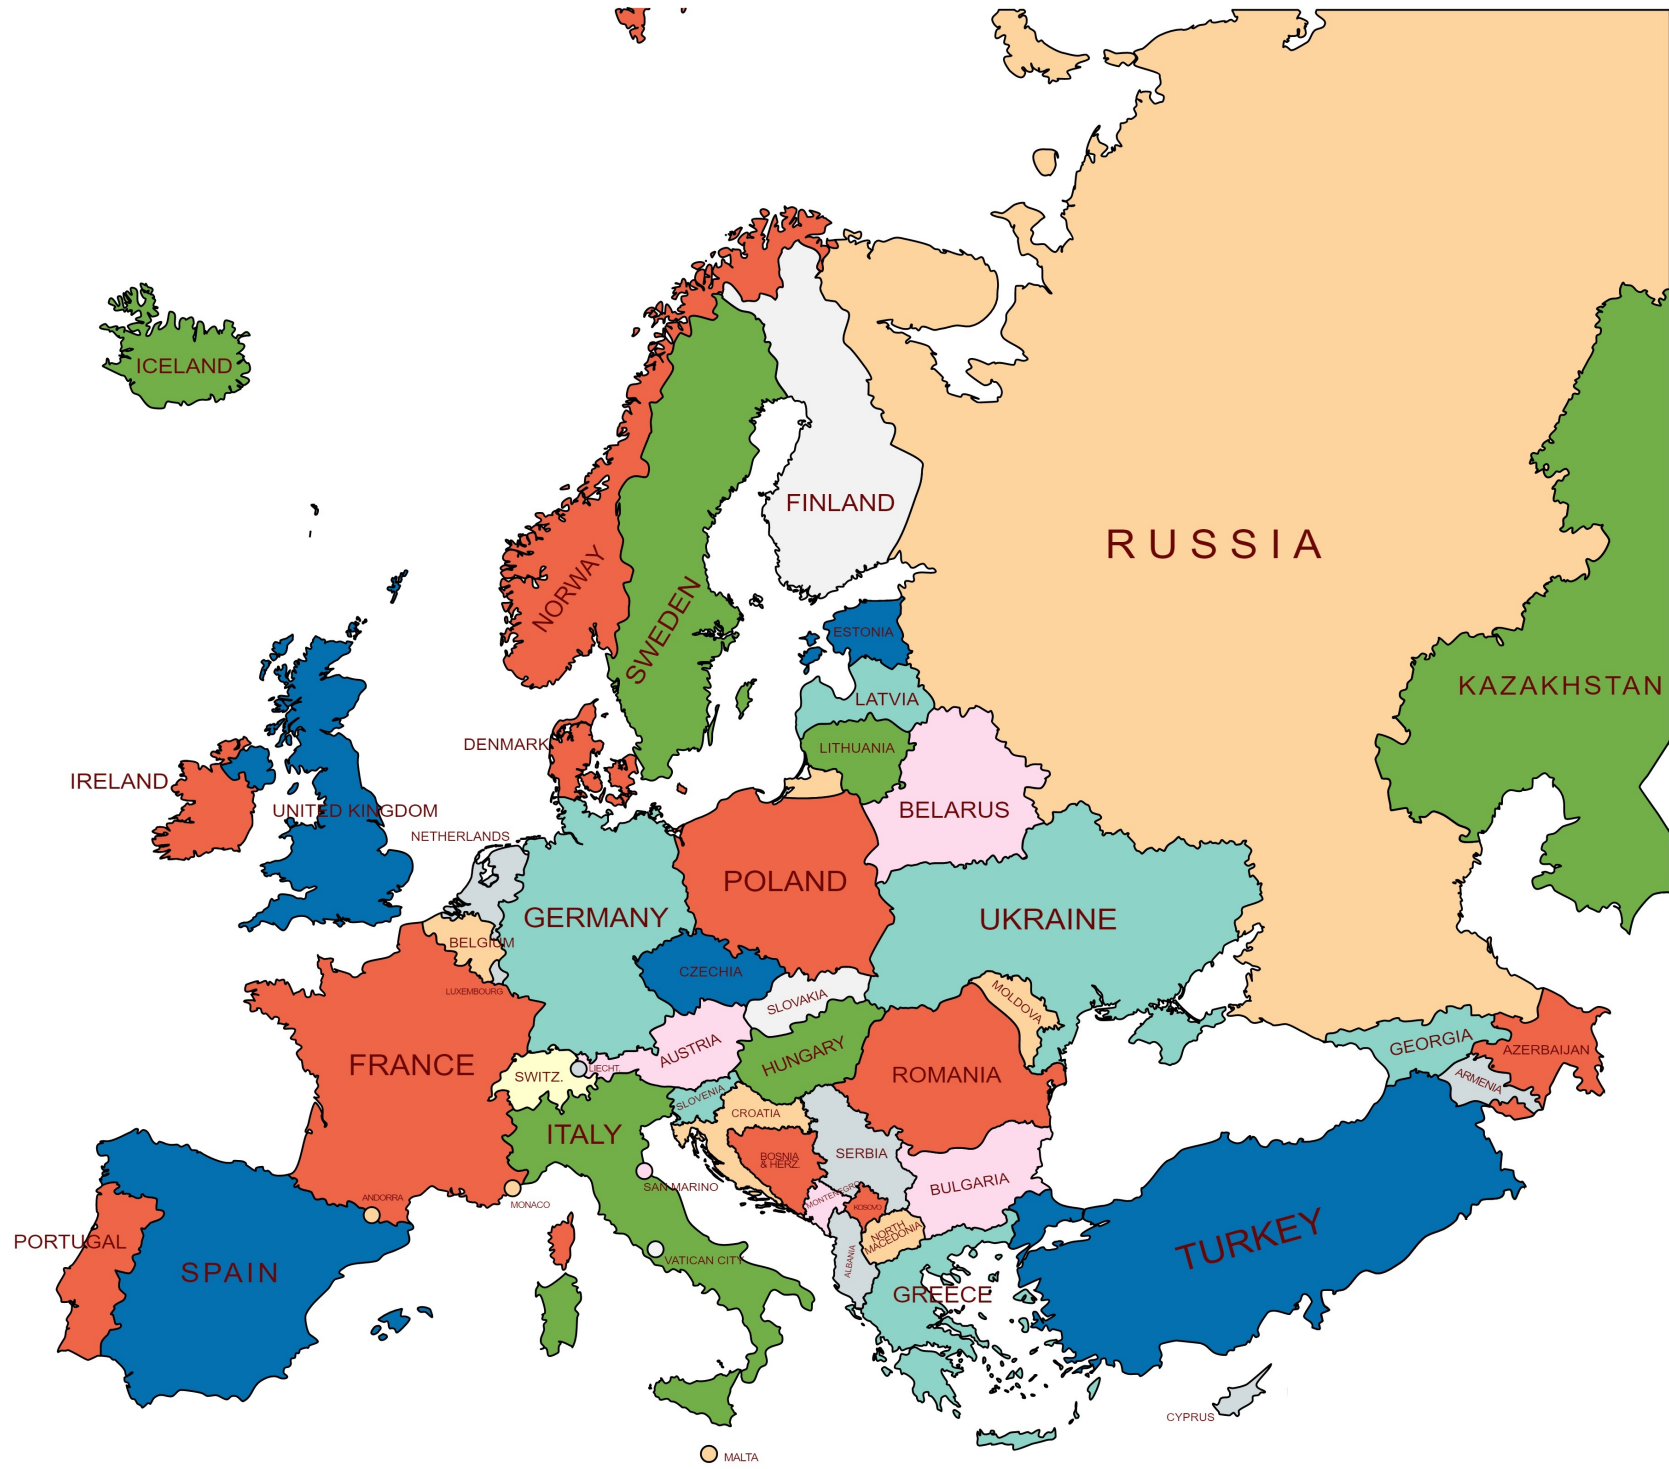 ICELAND
FINLAND
RUSSIA
NORWAY
SWEDEN
ESTONIA
KAZAKHSTAN
LATVIA
DENMARK
LITHUANIA
IRELAND
UNITED KINGDOM
BELARUS
NETHERLANDS
POLAND
GERMANY
UKRAINE
BELGIUM
CZECHIA
LUXEMBOURG
SLOVAKIA
MOLDOVA
FRANCE
AUSTRIA
HUNGARY
GEORGIA
AZERBAIJAN
SWITZ.
LIECHT.
ROMANIA
ARMENIA
SLOVENIA
CROATIA
ITALY
BOSNIA
& HERZ.
SERBIA
SAN MARINO
MONTENEGRO
BULGARIA
ANDORRA
MONACO
KOSOVO
PORTUGAL
NORTH
MACEDONIA
TURKEY
SPAIN
VATICAN CITY
ALBANIA
GREECE
CYPRUS
MALTA